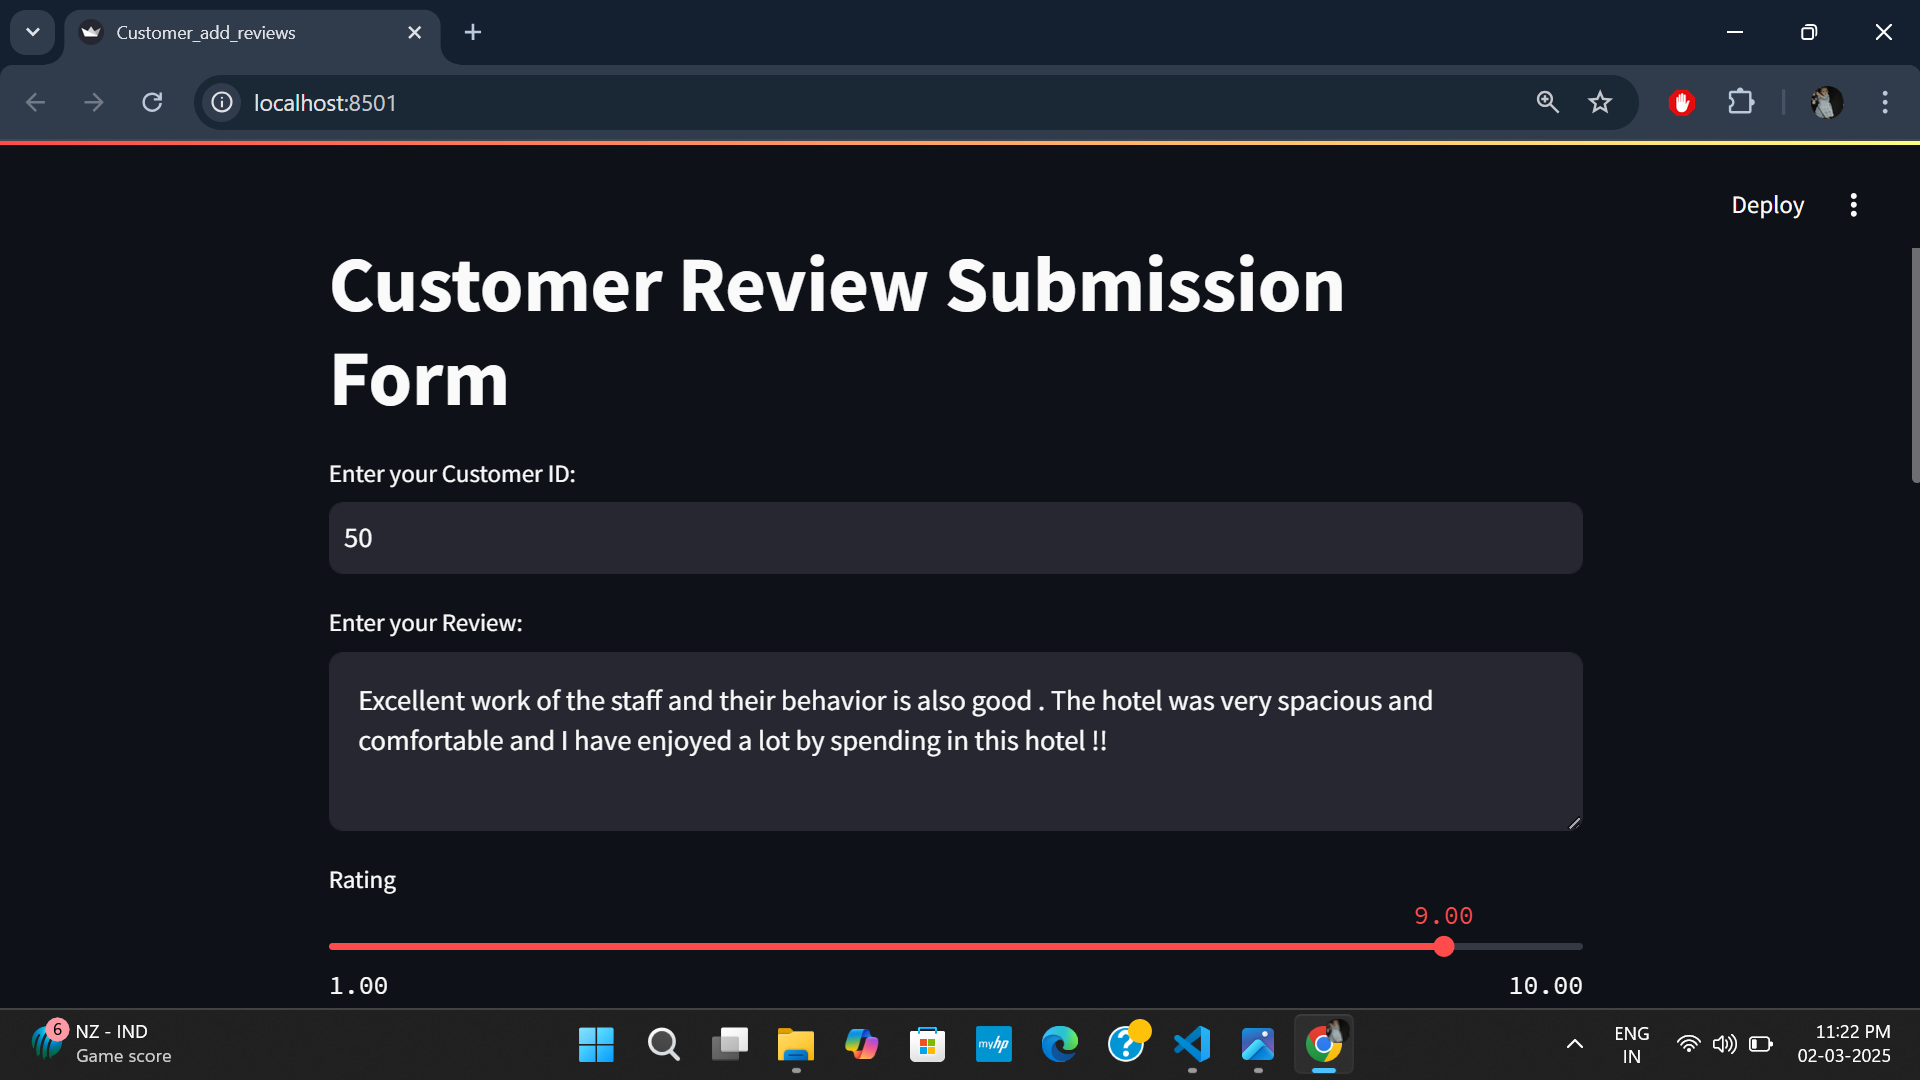 Customer_add_reviews
localhost:8501
Deploy
Customer Review Submission
Form
Enter your Customer ID:
50
Enter your Review:
Excellent work of the staff and their behavior is also good . The hotel was very spacious and
comfortable and I have enjoyed a lot by spending in this hotel !!
Rating
9.00
1.00
10.00
6
NZ - IND
Game score
myhp
ENG
IN
11:22 PM
02-03-2025